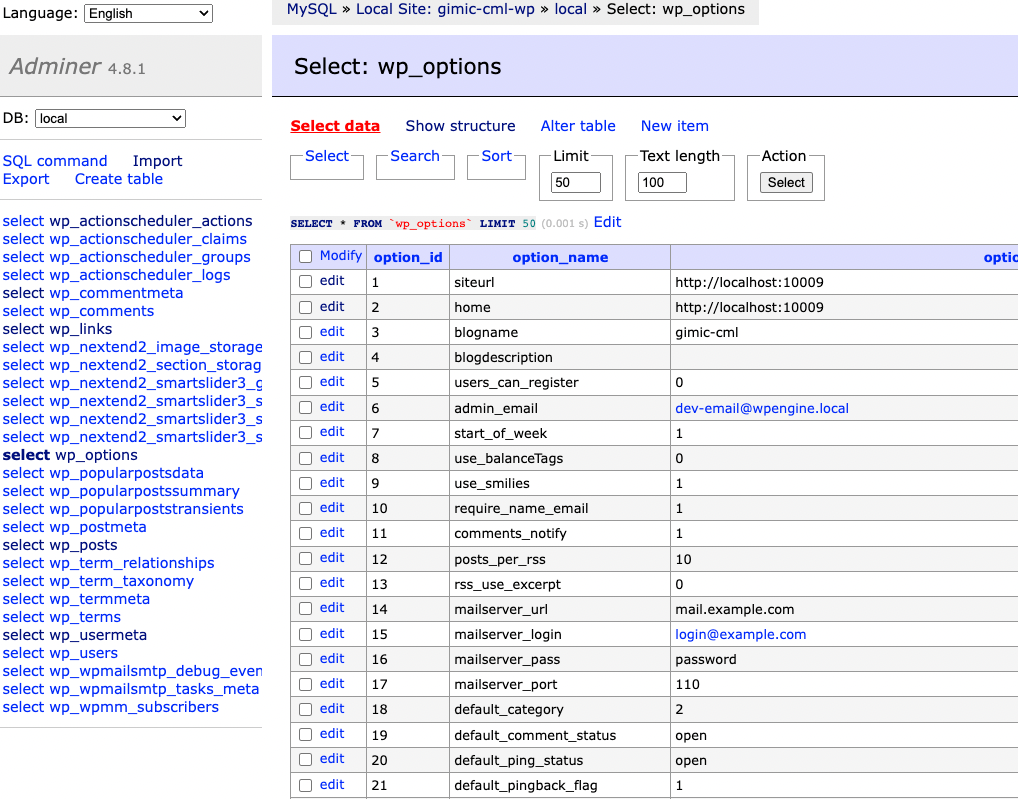 Language: English
MySQL » Local Site: gimic-cml-wp » local » Select: wp_options
Adminer 4.8.1
Select: wp_options
DB: local
SQL command Import
Export Create table
select wp_actionscheduler_actions
select wp_actionscheduler_claims
select wp_actionscheduler_groups
select wp_actionscheduler_logs
select wp_commentmeta
select wp_comments
select wp_links
select wp_nextend2_image_storage
select wp_nextend2_section_storag
select wp_nextend2_smartslider3_g
select wp_nextend2_smartslider3_s
select wp_nextend2_smartslider3_s
select wp_nextend2_smartslider3_s
select wp_options
select wp_popularpostsdata
select wp_popularpostssummary
select wp_popularpoststransients
select wp_postmeta
select wp_posts
select wp_term_relationships
select wp_term_taxonomy
select wp_termmeta
select wp_terms
select wp_usermeta
select wp_users
select wp_wpmailsmtp_debug_even
select wp_wpmailsmtp_tasks_meta
select wp_wpmm_subscribers
Select data Show structure Alter table New item
Select Search Sort Limit Text length Action
50 100 Select
SELECT * FROM `wp_options` LIMIT 50 (0.001 s) Edit
Modify option_id option_name optio
edit 1 siteurl http://localhost:10009
edit 2 home http://localhost:10009
edit 3 blogname gimic-cml
edit 4 blogdescription
edit 5 users_can_register 0
edit 6 admin_email dev-email@wpengine.local
edit 7 start_of_week 1
edit 8 use_balanceTags 0
edit 9 use_smilies 1
edit 10 require_name_email 1
edit 11 comments_notify 1
edit 12 posts_per_rss 10
edit 13 rss_use_excerpt 0
edit 14 mailserver_url mail.example.com
edit 15 mailserver_login login@example.com
edit 16 mailserver_pass password
edit 17 mailserver_port 110
edit 18 default_category 2
edit 19 default_comment_status open
edit 20 default_ping_status open
edit 21 default_pingback_flag 1